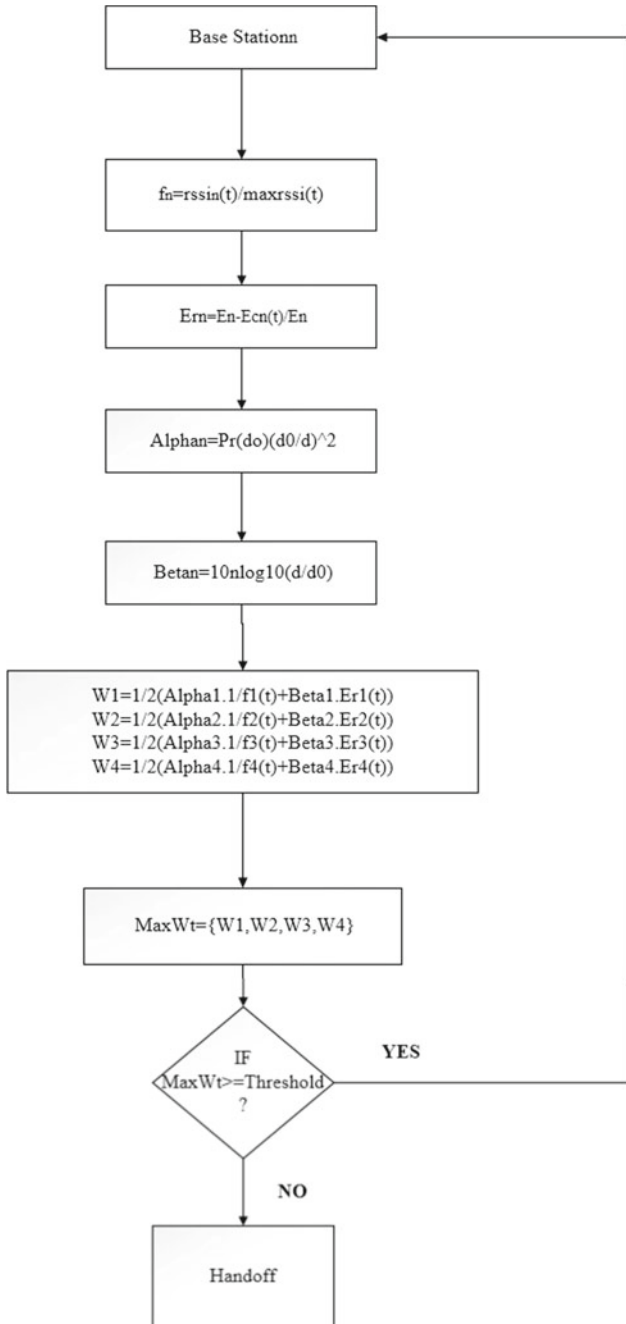 Base Stationn
fn=rssin(t)/maxrssi(t)
Ern=En-Ecn(t)/En
Alphan=Pr(do)(d0/d)^2
Betan=10nlog10(d/d0)
W1=1/2(Alpha1.1/f1(t)+Beta1.Er1(t))
W2=1/2(Alpha2.1/f2(t)+Beta2.Er2(t))
W3=1/2(Alpha3.1/f3(t)+Beta3.Er3(t))
W4=1/2(Alpha4.1/f4(t)+Beta4.Er4(t))
MaxWt={W1,W2,W3,W4}
IF
MaxWt>=Threshold
?
YES
NO
Handoff